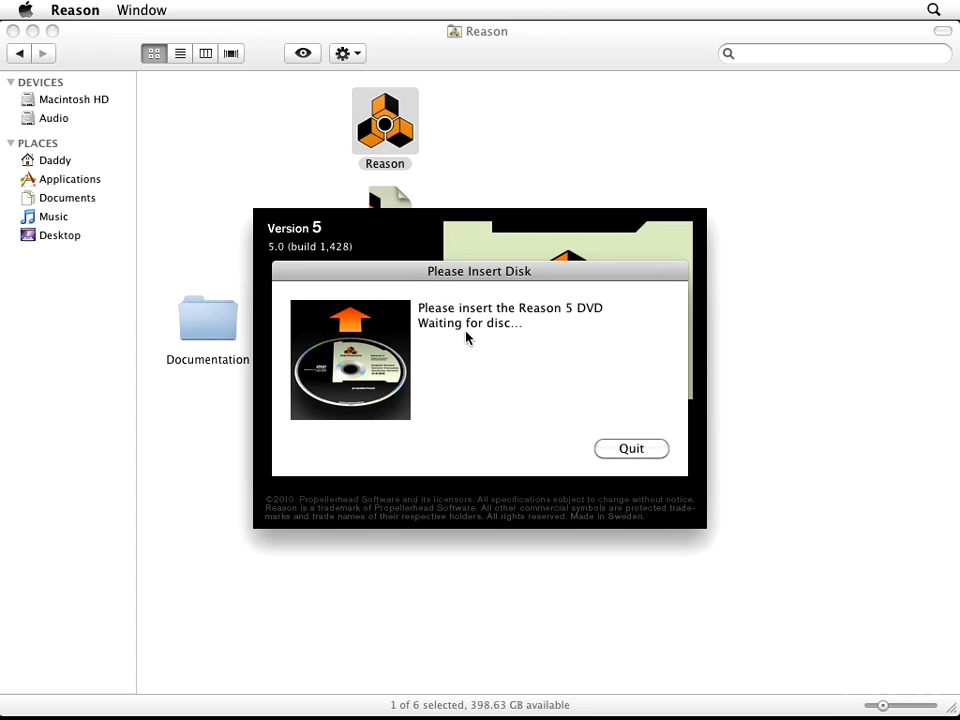 Reason Window
Reason
DEVICES
Macintosh HD
Audio
PLACES
Daddy
Applications
Documents
Music
Desktop
Reason
Documentation
Version 5
5.0 (build 1,428)
Please Insert Disk
Please insert the Reason 5 DVD
Waiting for disc...
Quit
©2010 Propellerhead Software and its licensors. All specifications subject to change without notice.
Reason is a trademark of Propellerhead Software. All other commercial symbols are protected trade-
marks and trade names of their respective holders. All rights reserved. Made in Sweden.
1 of 6 selected, 398.63 GB available